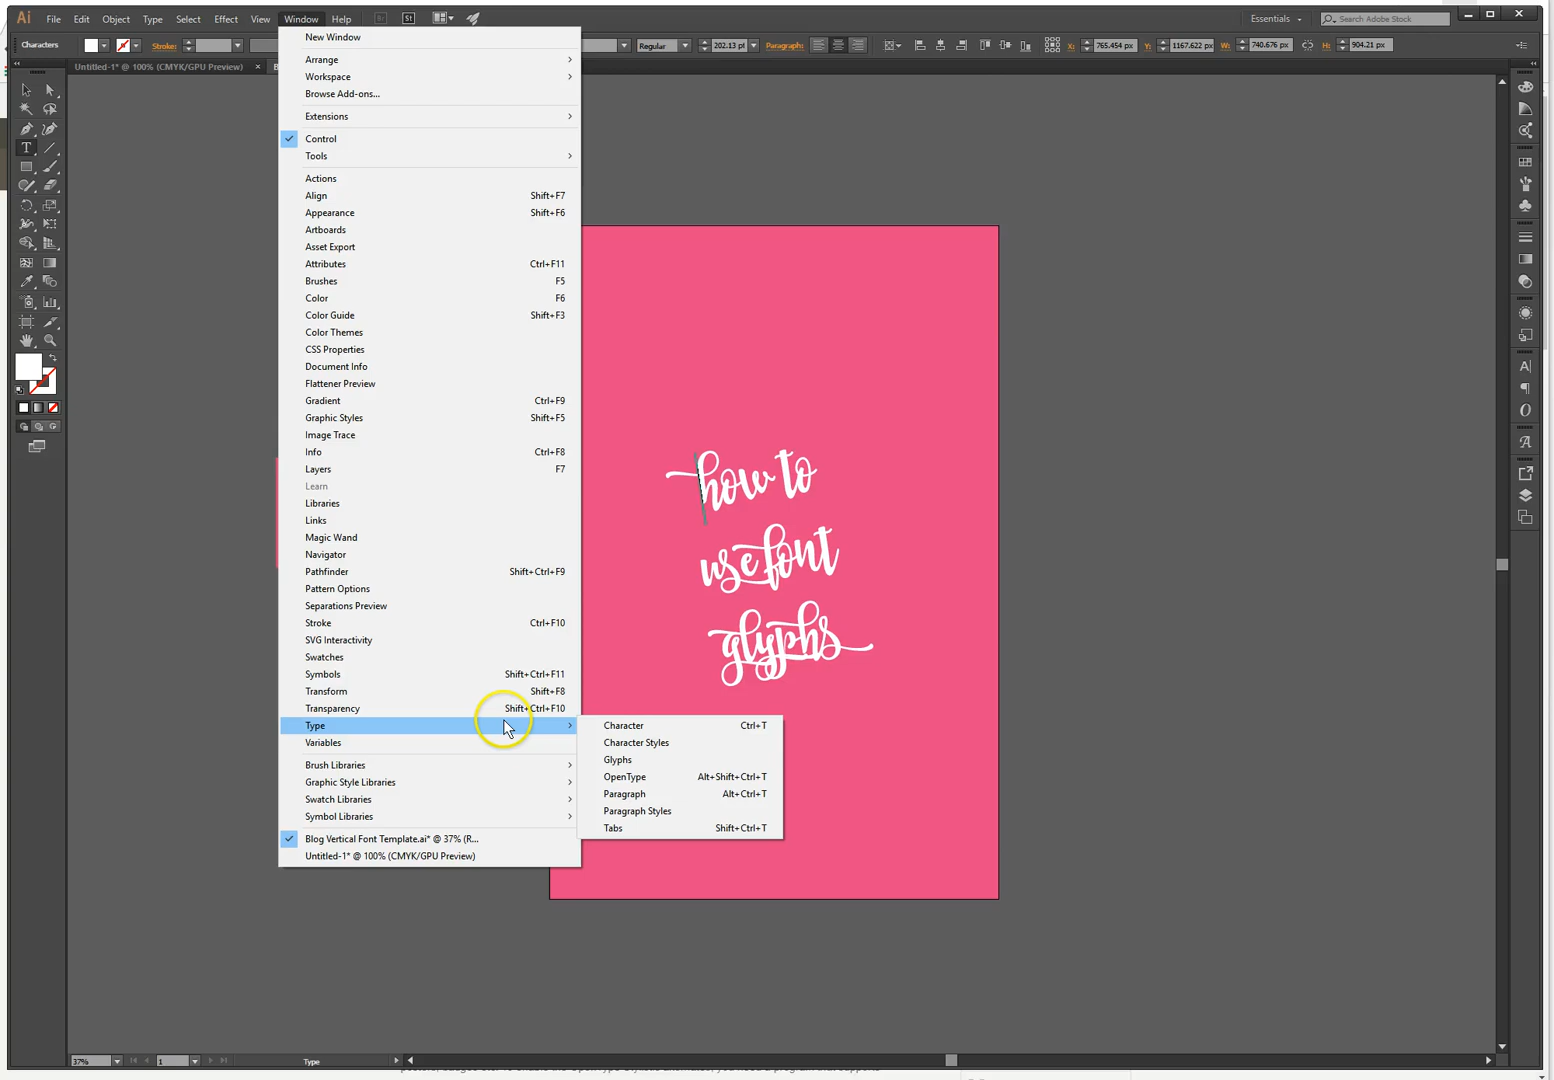 Ai File Edit Object Type Select Effect View Window Help Br St Essentials Search Adobe Stock
Characters Stroke: Regular 202.13 pt Paragraph: X: 765.454 px Y: 1167.622 px W: 740.676 px H: 904.21 px
Untitled-1* @ 100% (CMYK/GPU Preview) × B
New Window
Arrange
Workspace
Browse Add-ons...
Extensions
Control
Tools
Actions
Align Shift+F7
Appearance Shift+F6
Artboards
Asset Export
Attributes Ctrl+F11
Brushes F5
Color F6
Color Guide Shift+F3
Color Themes
CSS Properties
Document Info
Flattener Preview
Gradient Ctrl+F9
Graphic Styles Shift+F5
Image Trace
Info Ctrl+F8
Layers F7
Learn
Libraries
Links
Magic Wand
Navigator
Pathfinder Shift+Ctrl+F9
Pattern Options
Separations Preview
Stroke Ctrl+F10
SVG Interactivity
Swatches
Symbols Shift+Ctrl+F11
Transform Shift+F8
Transparency Shift+Ctrl+F10
Type
Variables
Brush Libraries
Graphic Style Libraries
Swatch Libraries
Symbol Libraries
Blog Vertical Font Template.ai* @ 37% (R...
Untitled-1* @ 100% (CMYK/GPU Preview)
Character Ctrl+T
Character Styles
Glyphs
OpenType Alt+Shift+Ctrl+T
Paragraph Alt+Ctrl+T
Paragraph Styles
Tabs Shift+Ctrl+T
how to
use font
glyphs
37% 1 Type